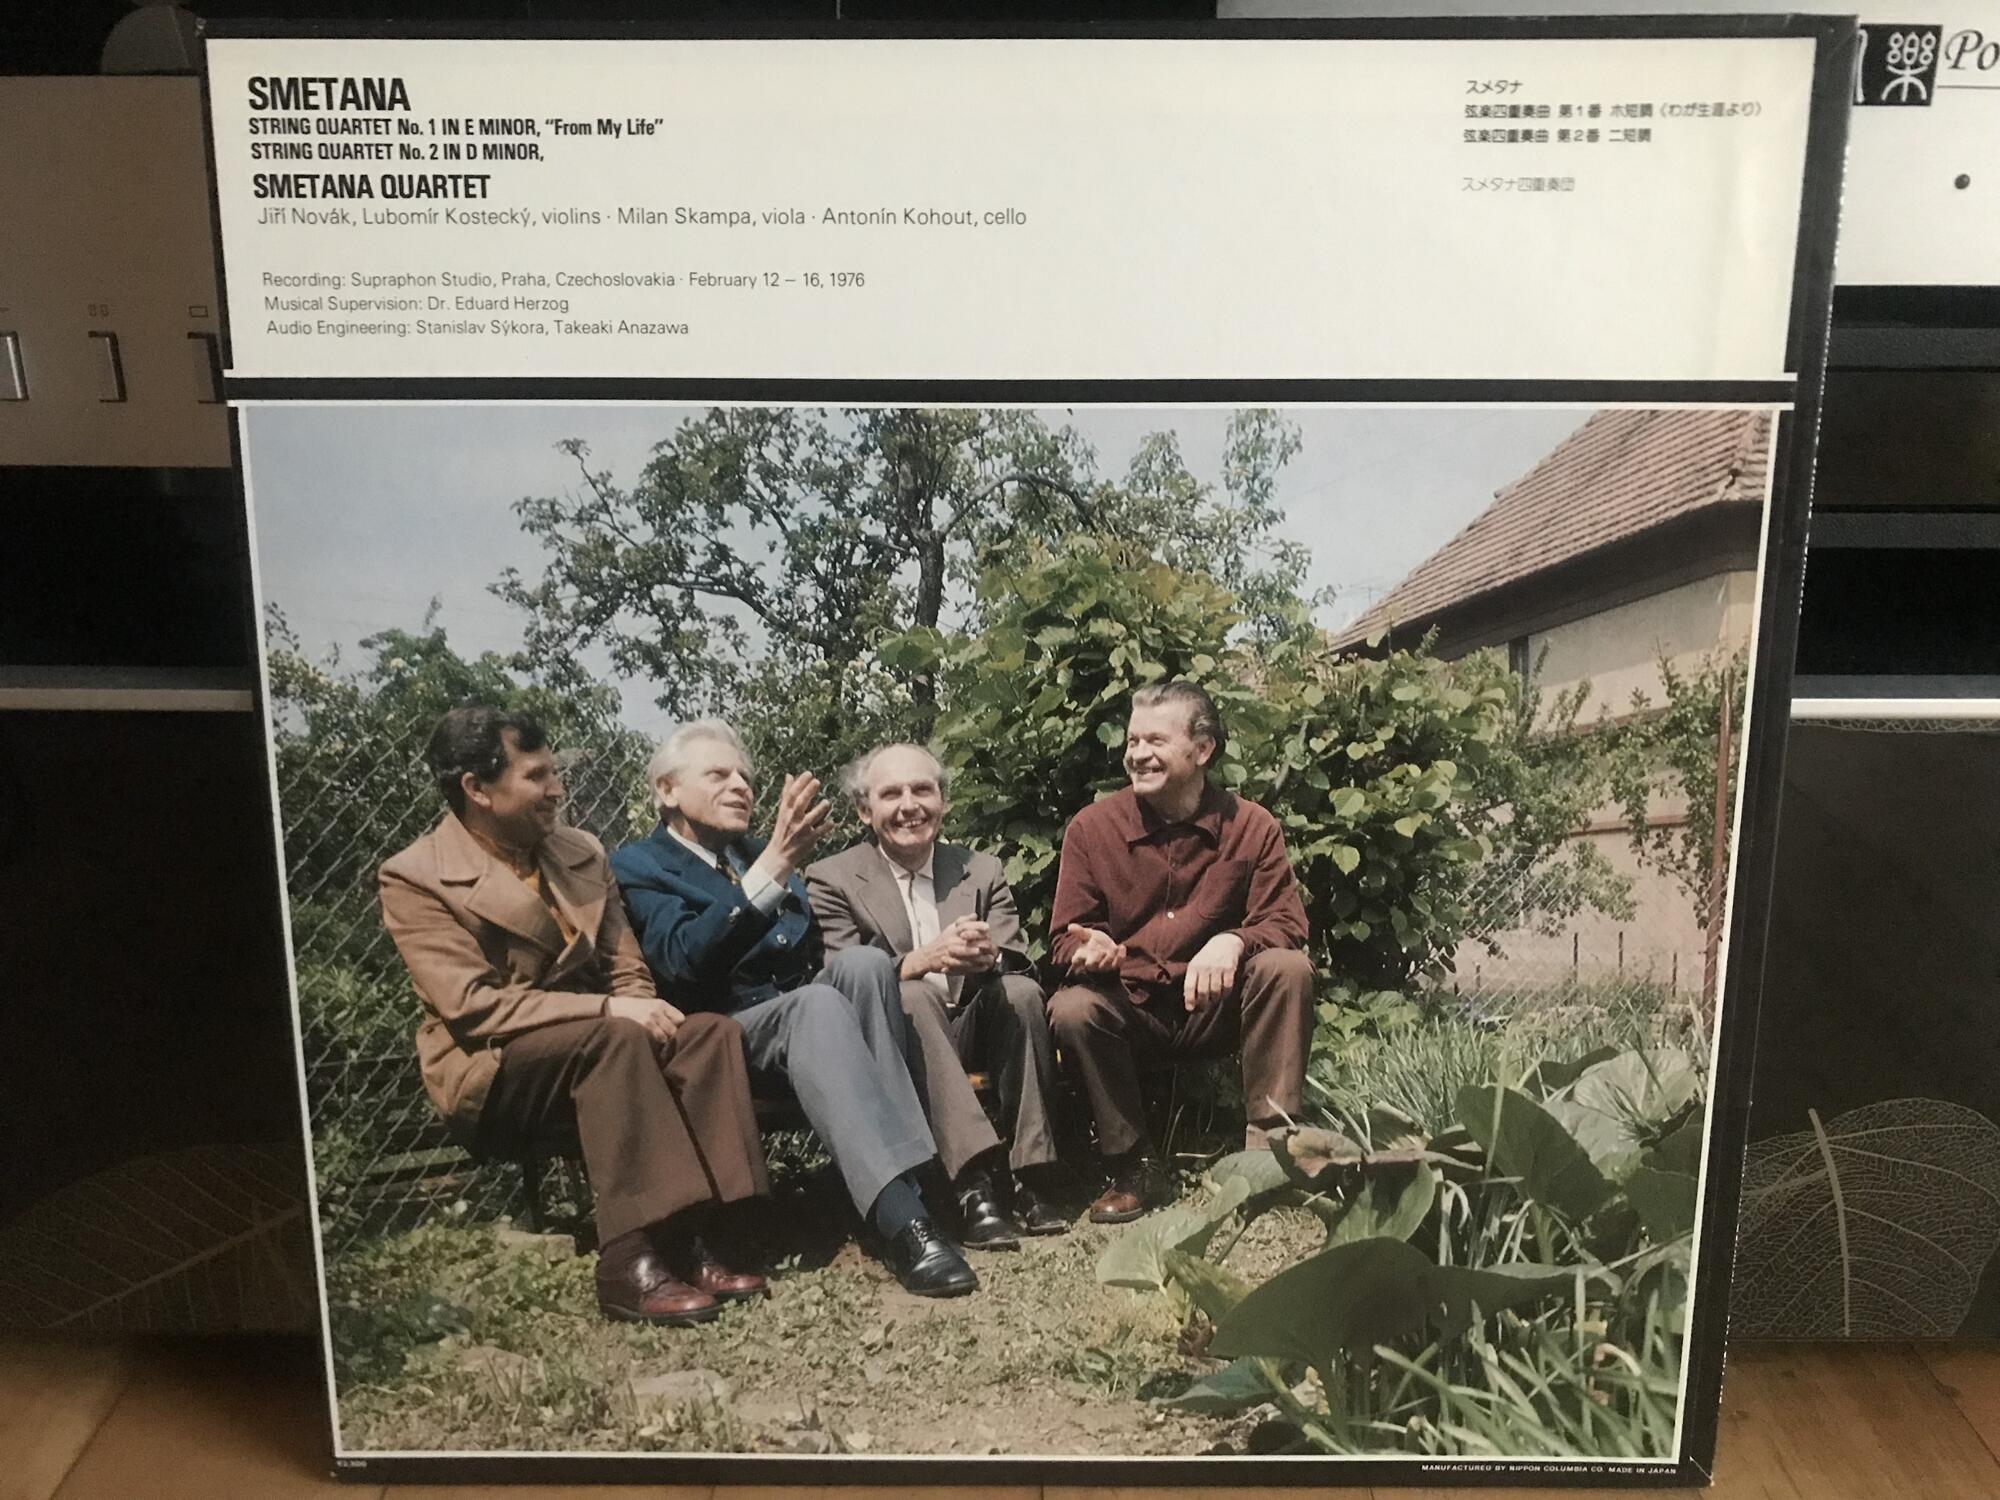 SMETANA
STRING QUARTET No. 1 IN E MINOR, “From My Life”
STRING QUARTET No. 2 IN D MINOR,
SMETANA QUARTET
Jiří Novák, Lubomír Kostecký, violins · Milan Skampa, viola · Antonín Kohout, cello
Recording: Supraphon Studio, Praha, Czechoslovakia · February 12 – 16, 1976
Musical Supervision: Dr. Eduard Herzog
Audio Engineering: Stanislav Sýkora, Takeaki Anazawa
スメタナ
弦楽四重奏曲 第1番 ホ短調《わが生涯より》
弦楽四重奏曲 第2番 ニ短調
スメタナ四重奏団
樂 Po
MANUFACTURED BY NIPPON COLUMBIA CO. MADE IN JAPAN